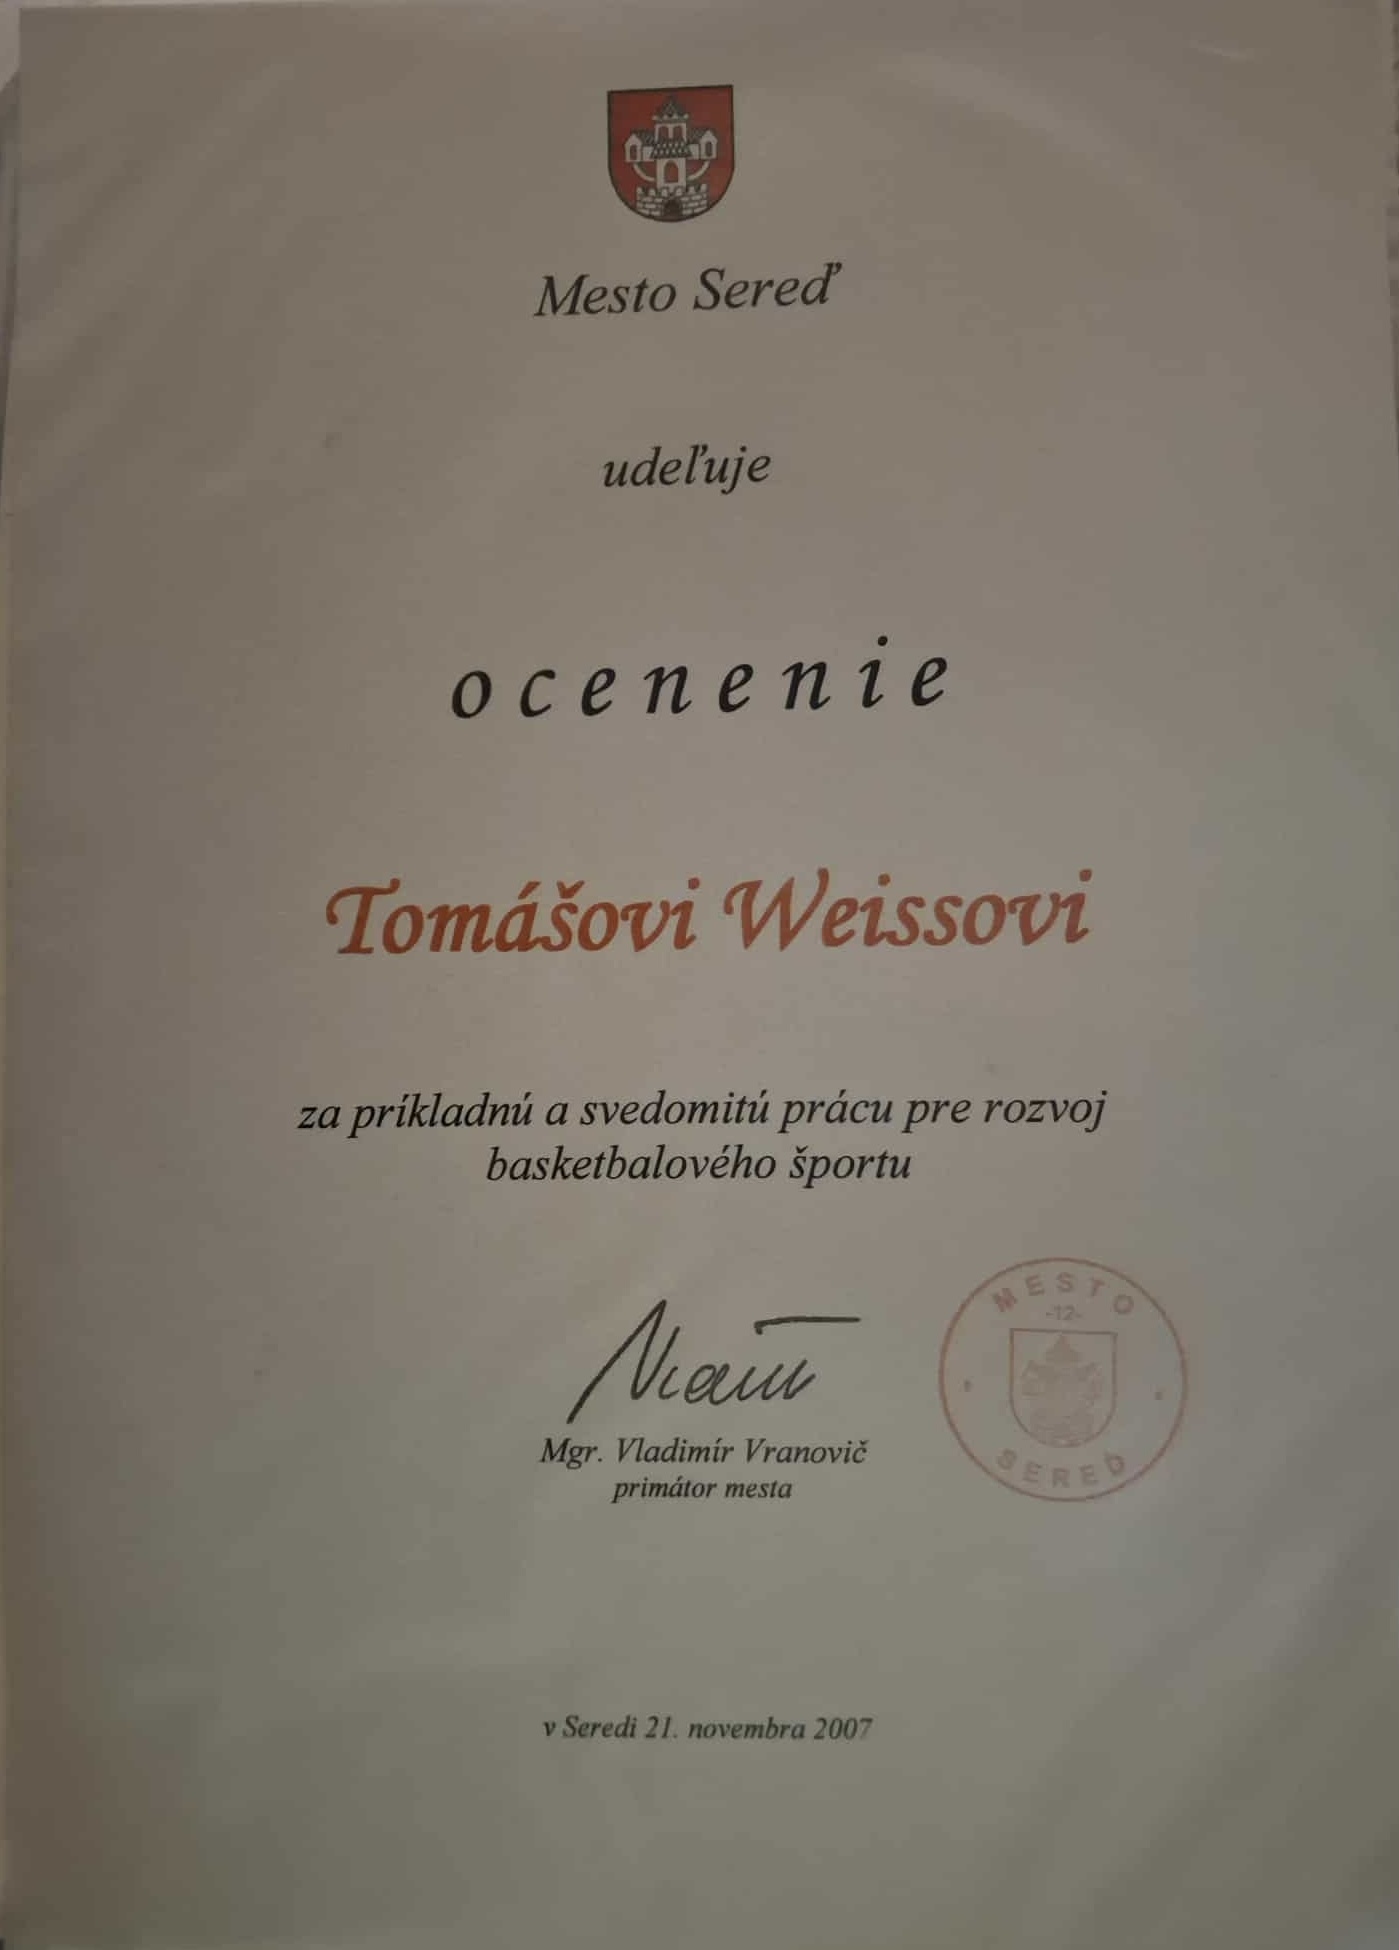 Mesto Sereď
udeľuje
ocenenie
Tomášovi Weissovi
za príkladnú a svedomitú prácu pre rozvoj
basketbalového športu
Mgr. Vladimír Vranovič
primátor mesta
MESTO
-12-
SEREĎ
v Seredi 21. novembra 2007